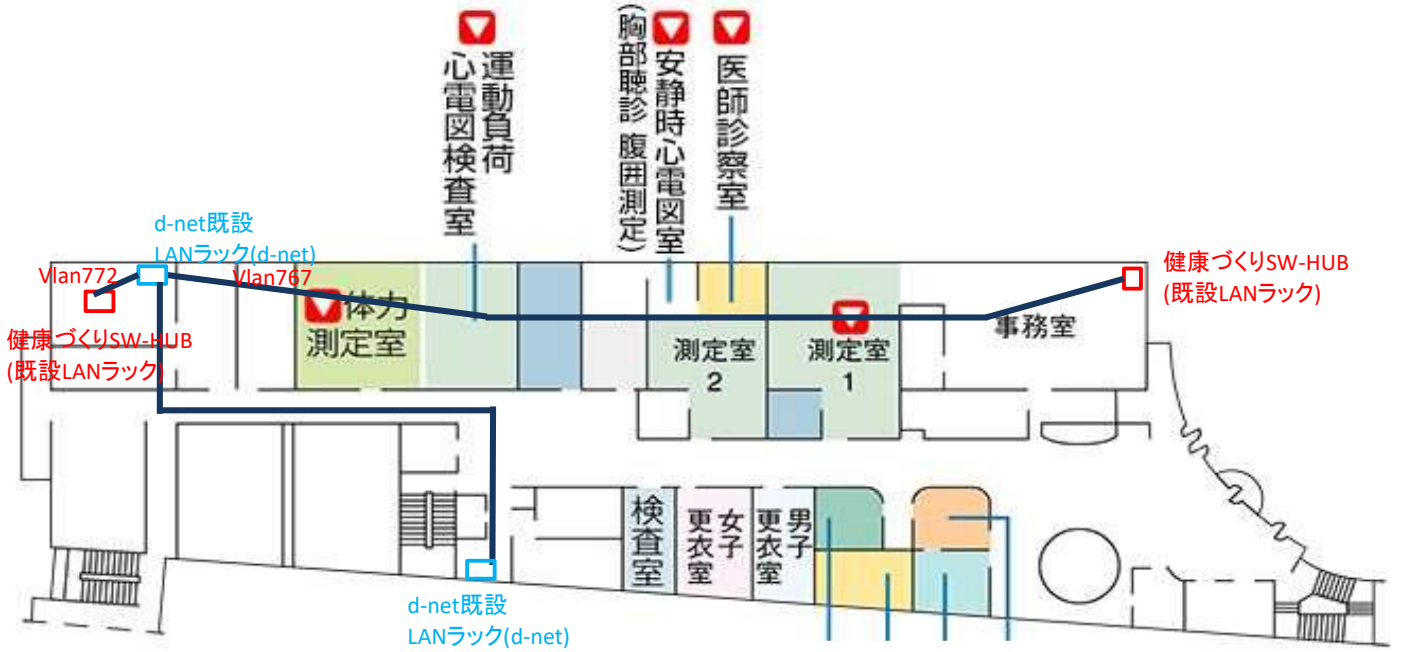 運動負荷
心電図検査室
安静時心電図室
(胸部聴診 腹囲測定)
医師診察室
d-net既設
LANラック(d-net)
Vlan772
Vlan767
健康づくりSW-HUB
(既設LANラック)
健康づくりSW-HUB
(既設LANラック)
体力
測定室
測定室
2
測定室
1
事務室
検査室
女子
更衣室
男子
更衣室
d-net既設
LANラック(d-net)